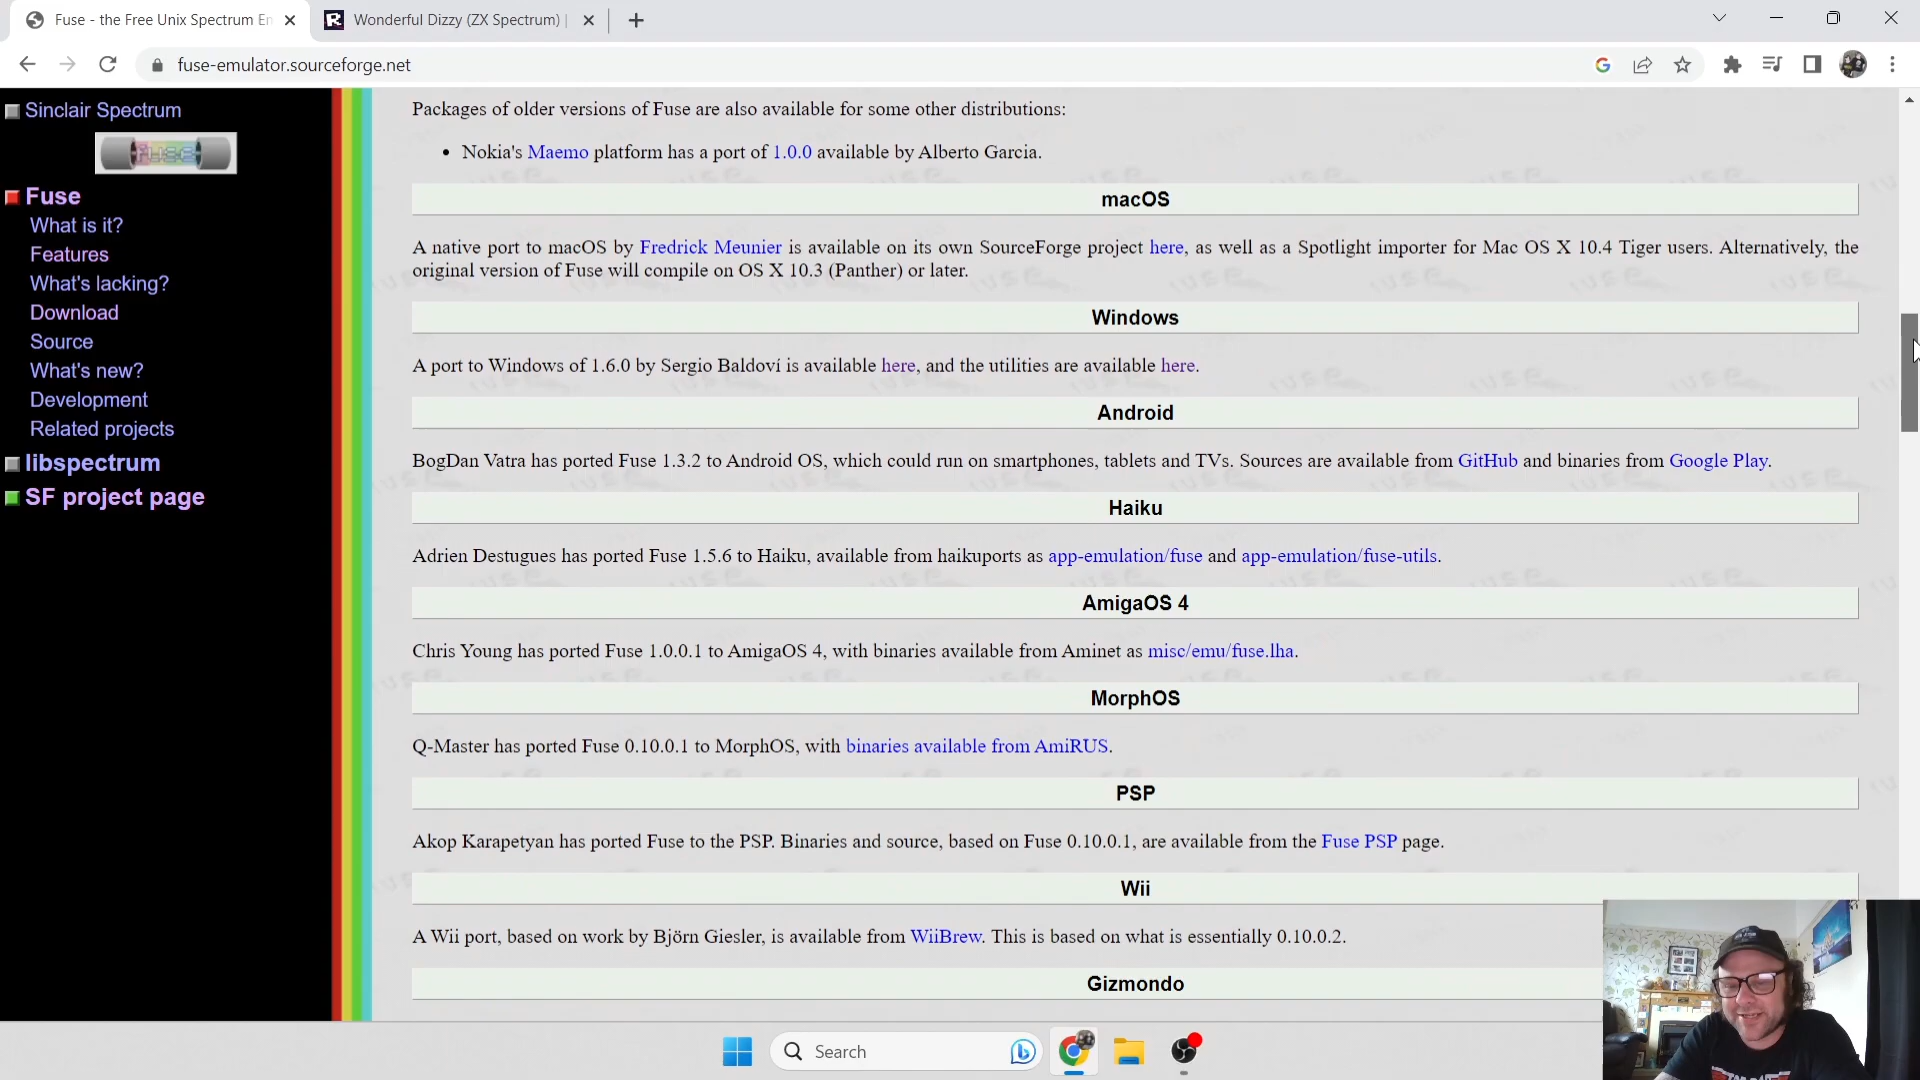 Fuse - the Free Unix Spectrum Em
Wonderful Dizzy (ZX Spectrum) |
fuse-emulator.sourceforge.net
Sinclair Spectrum
FUSE
Fuse
What is it?
Features
What's lacking?
Download
Source
What's new?
Development
Related projects
libspectrum
SF project page
Packages of older versions of Fuse are also available for some other distributions:
• Nokia's Maemo platform has a port of 1.0.0 available by Alberto Garcia.
macOS
A native port to macOS by Fredrick Meunier is available on its own SourceForge project here, as well as a Spotlight importer for Mac OS X 10.4 Tiger users. Alternatively, the
original version of Fuse will compile on OS X 10.3 (Panther) or later.
Windows
A port to Windows of 1.6.0 by Sergio Baldoví is available here, and the utilities are available here.
Android
BogDan Vatra has ported Fuse 1.3.2 to Android OS, which could run on smartphones, tablets and TVs. Sources are available from GitHub and binaries from Google Play.
Haiku
Adrien Destugues has ported Fuse 1.5.6 to Haiku, available from haikuports as app-emulation/fuse and app-emulation/fuse-utils.
AmigaOS 4
Chris Young has ported Fuse 1.0.0.1 to AmigaOS 4, with binaries available from Aminet as misc/emu/fuse.lha.
MorphOS
Q-Master has ported Fuse 0.10.0.1 to MorphOS, with binaries available from AmiRUS.
PSP
Akop Karapetyan has ported Fuse to the PSP. Binaries and source, based on Fuse 0.10.0.1, are available from the Fuse PSP page.
Wii
A Wii port, based on work by Björn Giesler, is available from WiiBrew. This is based on what is essentially 0.10.0.2.
Gizmondo
Search